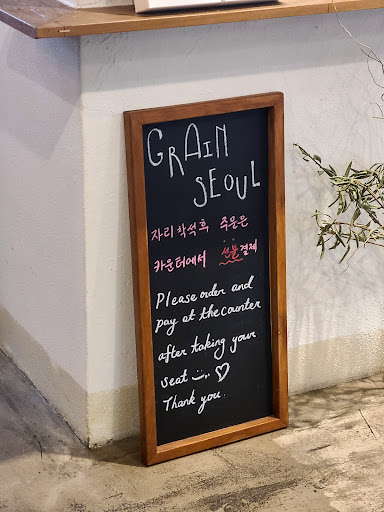 GRAIN
SEOUL
자리 착석 후 주문은
카운터에서 선불 결제
Please order and
pay at the counter
after taking your
seat ♡
Thank you.